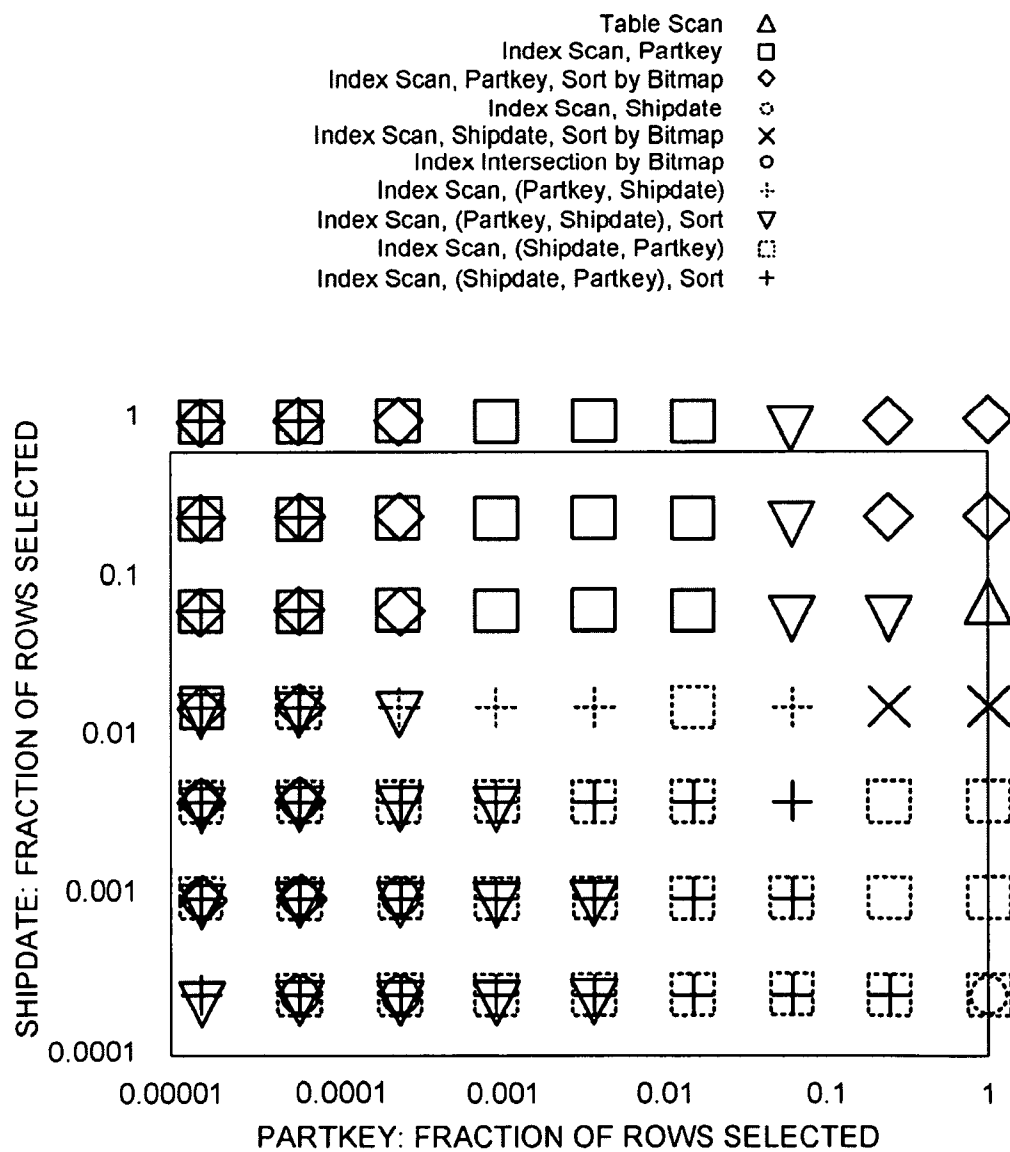 Table Scan
Index Scan, Partkey
Index Scan, Partkey, Sort by Bitmap
Index Scan, Shipdate
Index Scan, Shipdate, Sort by Bitmap
Index Intersection by Bitmap
Index Scan, (Partkey, Shipdate)
Index Scan, (Partkey, Shipdate), Sort
Index Scan, (Shipdate, Partkey)
Index Scan, (Shipdate, Partkey), Sort
SHIPDATE: FRACTION OF ROWS SELECTED
1
0.1
0.01
0.001
0.0001
0.00001 0.0001 0.001 0.01 0.1 1
PARTKEY: FRACTION OF ROWS SELECTED